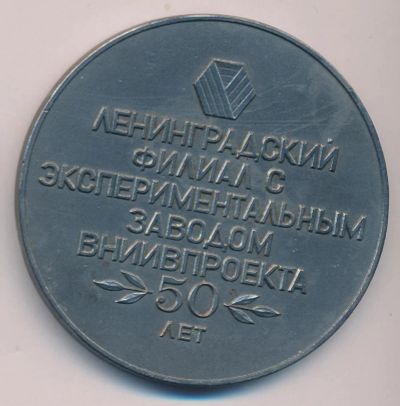 ЛЕНИНГРАДСКИЙ
ФИЛИАЛ С
ЭКСПЕРИМЕНТАЛЬНЫМ
ЗАВОДОМ
ВНИИВПРОЕКТА
50
ЛЕТ